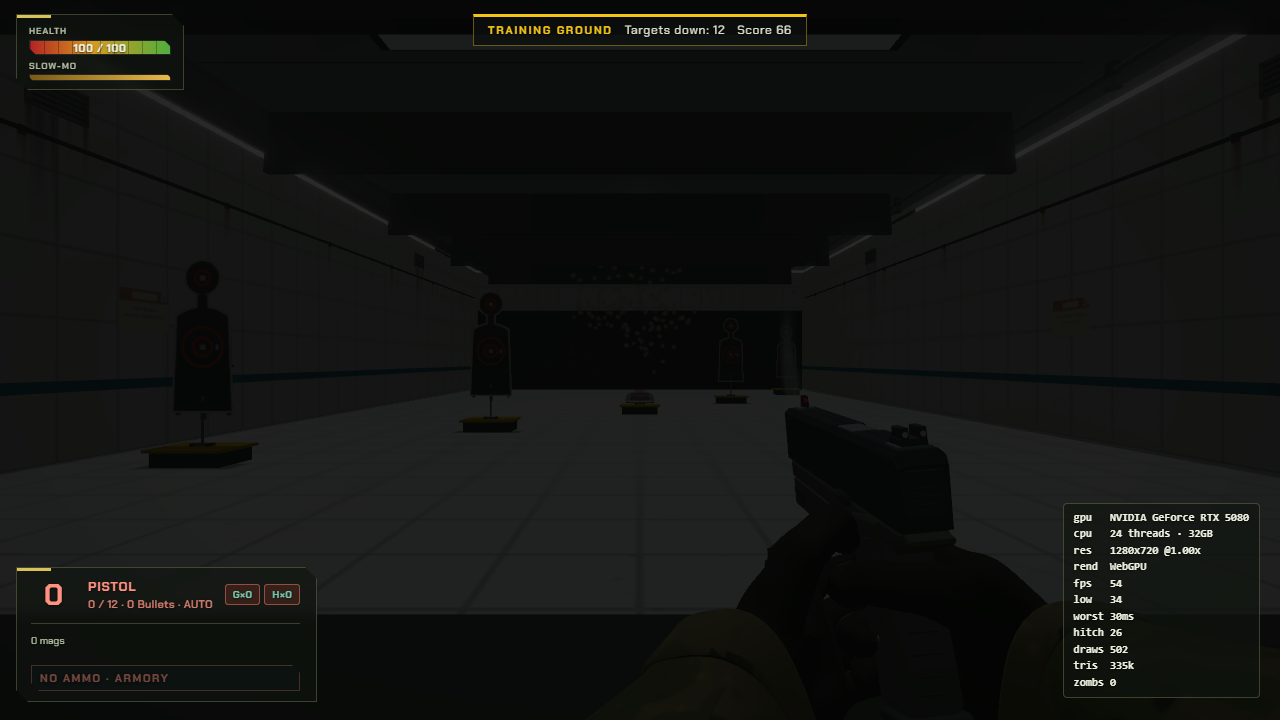 HEALTH
100 / 100
SLOW-MO
TRAINING GROUND Targets down: 12 Score 66
0 PISTOL
0 / 12 · 0 Bullets · AUTO
G×0 H×0
0 mags
NO AMMO · ARMORY
gpu NVIDIA GeForce RTX 5080
cpu 24 threads · 32GB
res 1280x720 @1.00x
rend WebGPU
fps 54
low 34
worst 30ms
hitch 26
draws 502
tris 335k
zombs 0